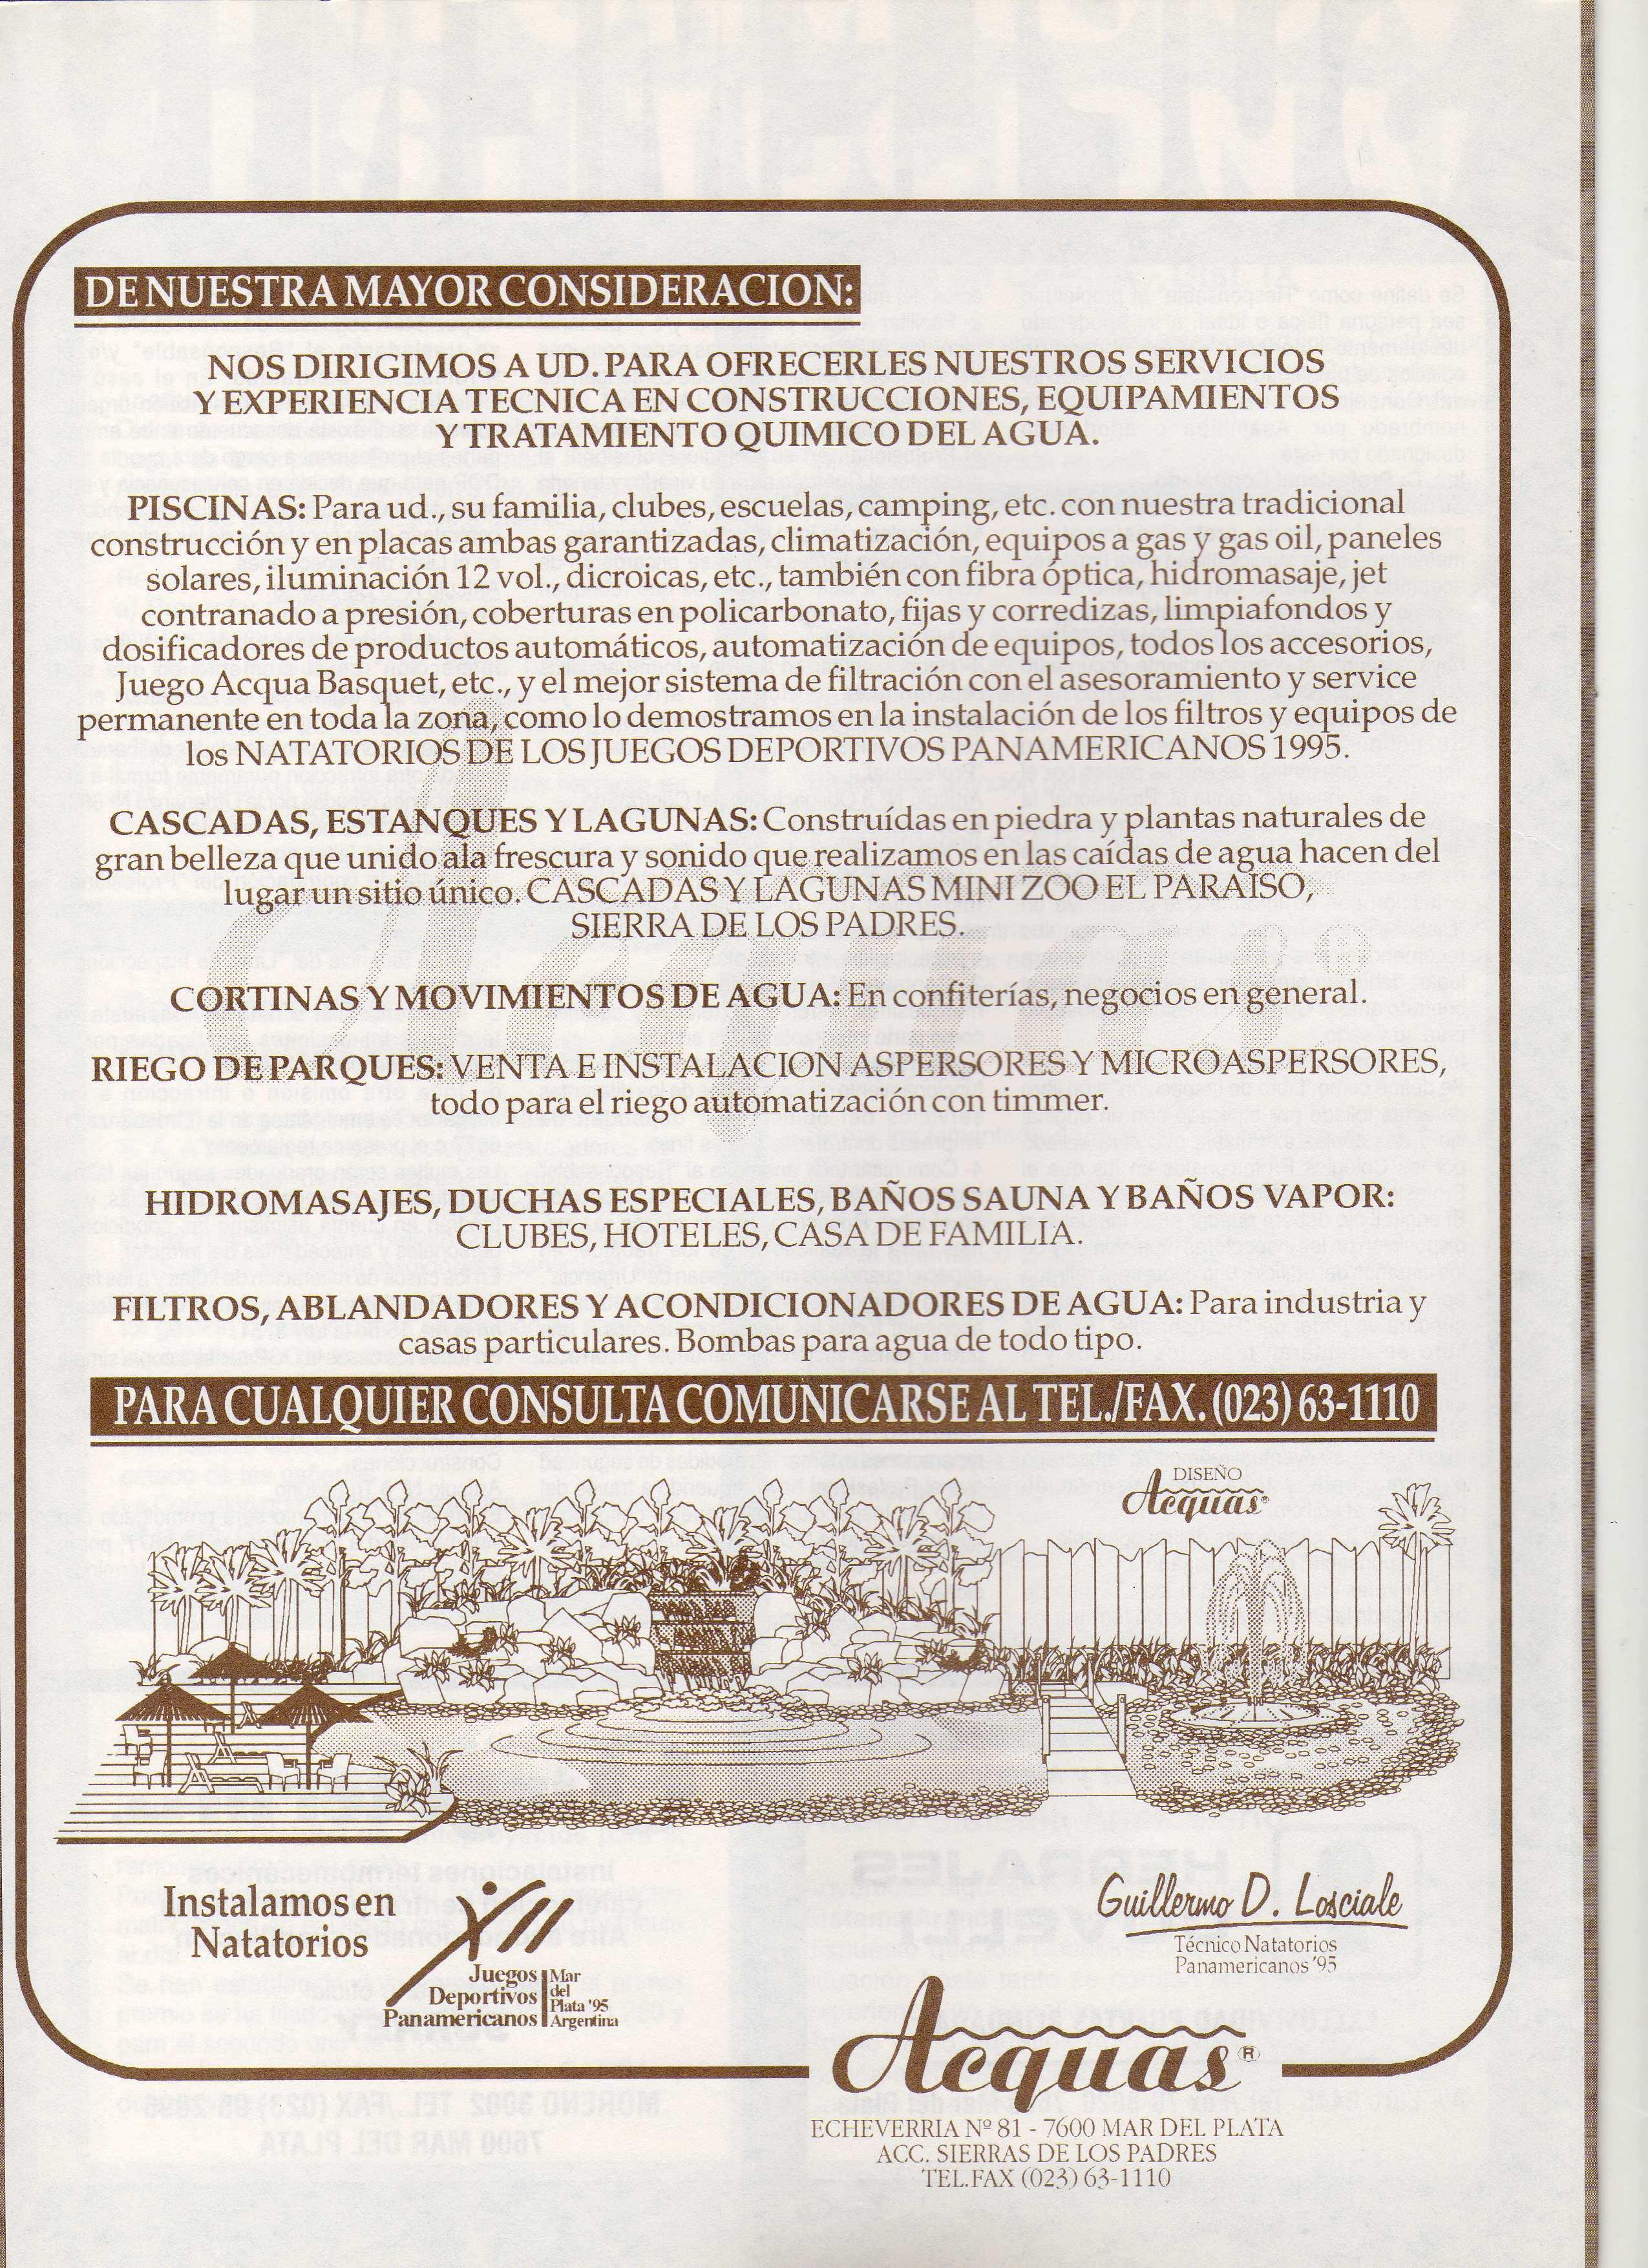 DE NUESTRA MAYOR CONSIDERACION:
NOS DIRIGIMOS A UD. PARA OFRECERLES NUESTROS SERVICIOS
Y EXPERIENCIA TECNICA EN CONSTRUCCIONES, EQUIPAMIENTOS
Y TRATAMIENTO QUIMICO DEL AGUA.
PISCINAS: Para ud., su familia, clubes, escuelas, camping, etc. con nuestra tradicional
construcción y en placas ambas garantizadas, climatización, equipos a gas y gas oil, paneles
solares, iluminación 12 vol., dicroicas, etc., también con fibra óptica, hidromasaje, jet
contranado a presión, coberturas en policarbonato, fijas y corredizas, limpiafondos y
dosificadores de productos automáticos, automatización de equipos, todos los accesorios,
Juego Acqua Basquet, etc., y el mejor sistema de filtración con el asesoramiento y service
permanente en toda la zona, como lo demostramos en la instalación de los filtros y equipos de
los NATATORIOS DE LOS JUEGOS DEPORTIVOS PANAMERICANOS 1995.
CASCADAS, ESTANQUES Y LAGUNAS: Construídas en piedra y plantas naturales de
gran belleza que unido ala frescura y sonido que realizamos en las caídas de agua hacen del
lugar un sitio único. CASCADAS Y LAGUNAS MINI ZOO EL PARAISO,
SIERRA DE LOS PADRES.
Acquas®
CORTINAS Y MOVIMIENTOS DE AGUA: En confiterías, negocios en general.
RIEGO DE PARQUES: VENTA E INSTALACION ASPERSORES Y MICROASPERSORES,
todo para el riego automatización con timmer.
HIDROMASAJES, DUCHAS ESPECIALES, BAÑOS SAUNA Y BAÑOS VAPOR:
CLUBES, HOTELES, CASA DE FAMILIA.
FILTROS, ABLANDADORES Y ACONDICIONADORES DE AGUA: Para industria y
casas particulares. Bombas para agua de todo tipo.
PARA CUALQUIER CONSULTA COMUNICARSE AL TEL./FAX. (023) 63-1110
DISEÑO
Acquas®
Instalamos en
Natatorios
XII
Juegos
Deportivos
Panamericanos
Mar
del
Plata '95
Argentina
Guillermo D. Losciale
Técnico Natatorios
Panamericanos '95
Acquas®
ECHEVERRIA Nº 81 - 7600 MAR DEL PLATA
ACC. SIERRAS DE LOS PADRES
TEL.FAX (023) 63-1110